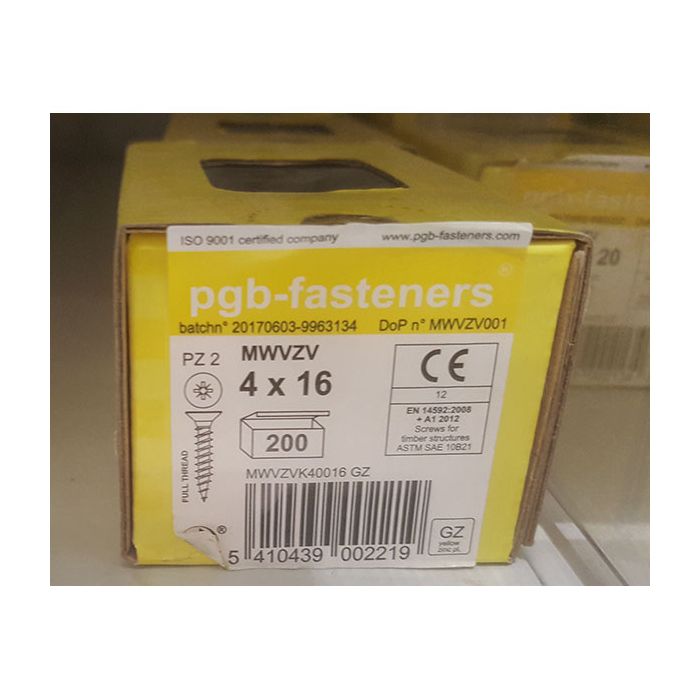 ISO 9001 certified company www.pgb-fasteners.com
pgb-fasteners®
batchn° 20170603-9963134 DoP n° MWVZV001
PZ 2
MWVZV
4 x 16
200
FULL THREAD
CE
12
EN 14592:2008
+ A1 2012
Screws for
timber structures
ASTM SAE 10B21
MWVZVK40016 GZ
5 410439 002219
GZ
yellow
zinc pl.
pgb-fasten
20